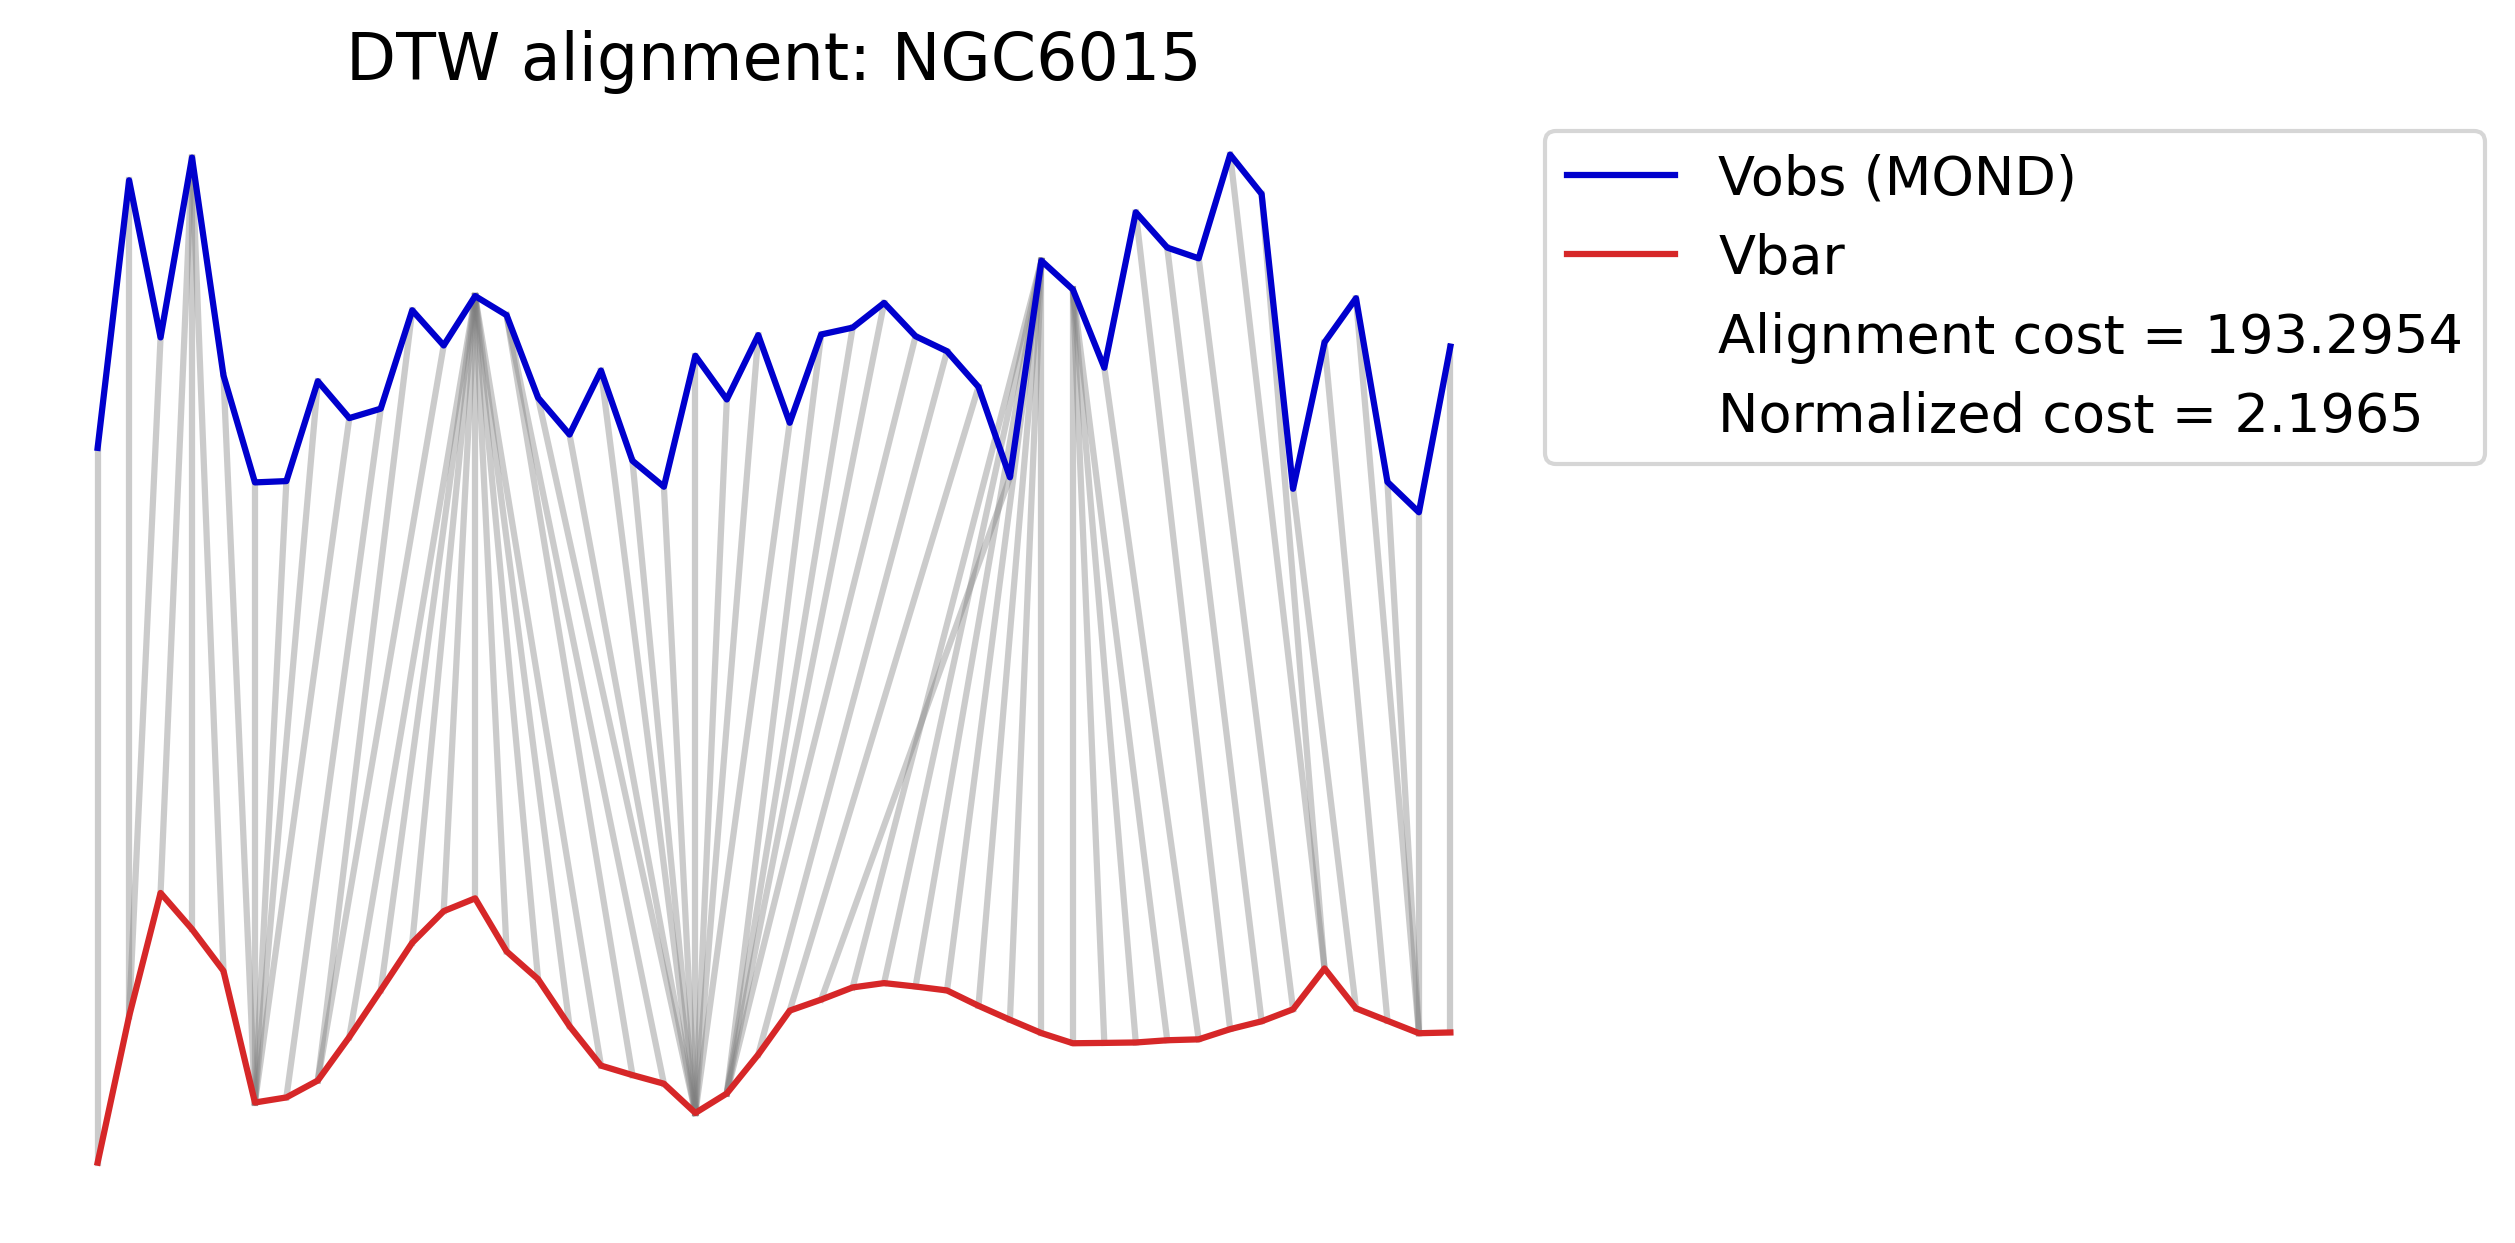 DTW alignment: NGC6015
Vobs (MOND)
Vbar
Alignment cost = 193.2954
Normalized cost = 2.1965